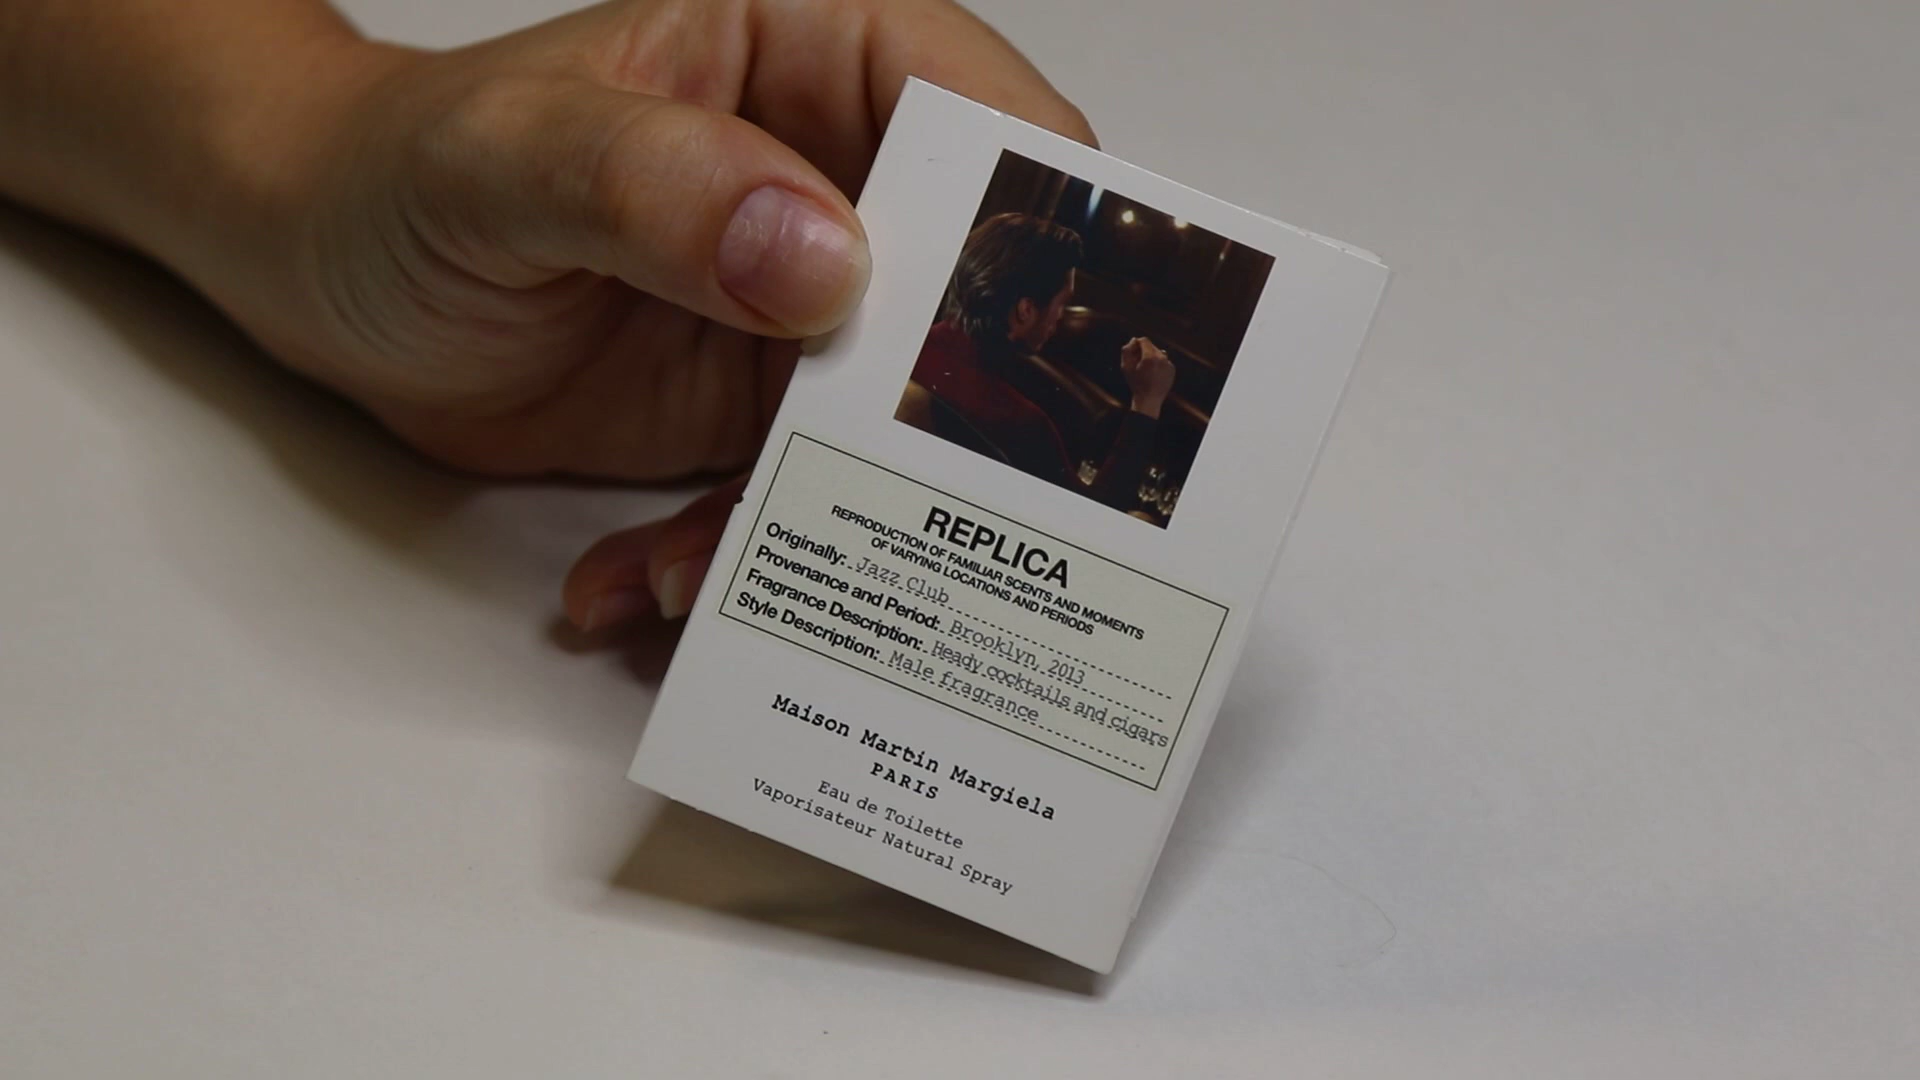 REPLICA
REPRODUCTION OF FAMILIAR SCENTS AND MOMENTS
OF VARYING LOCATIONS AND PERIODS
Originally: Jazz Club
Provenance and Period: Brooklyn, 2013
Fragrance Description: Heady cocktails and cigars
Style Description: Male fragrance
Maison Martin Margiela
PARIS
Eau de Toilette
Vaporisateur Natural Spray